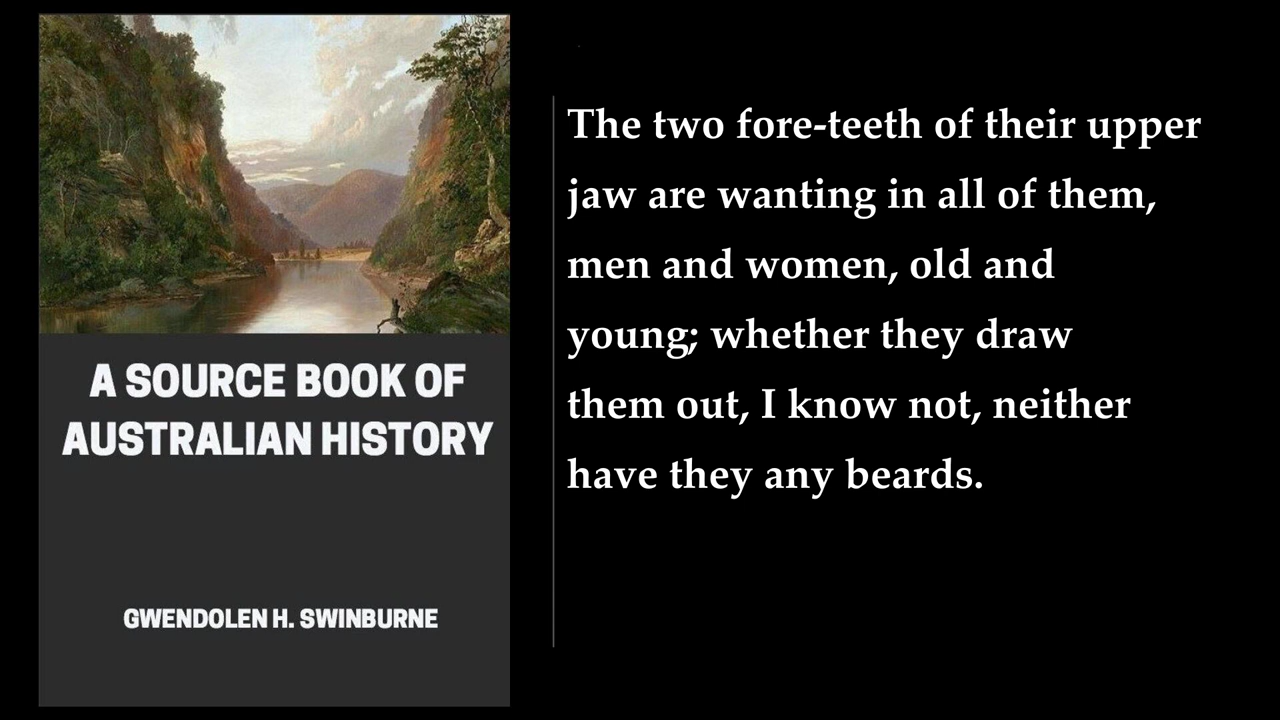 A SOURCE BOOK OF
AUSTRALIAN HISTORY
GWENDOLEN H. SWINBURNE
The two fore-teeth of their upper
jaw are wanting in all of them,
men and women, old and
young; whether they draw
them out, I know not, neither
have they any beards.